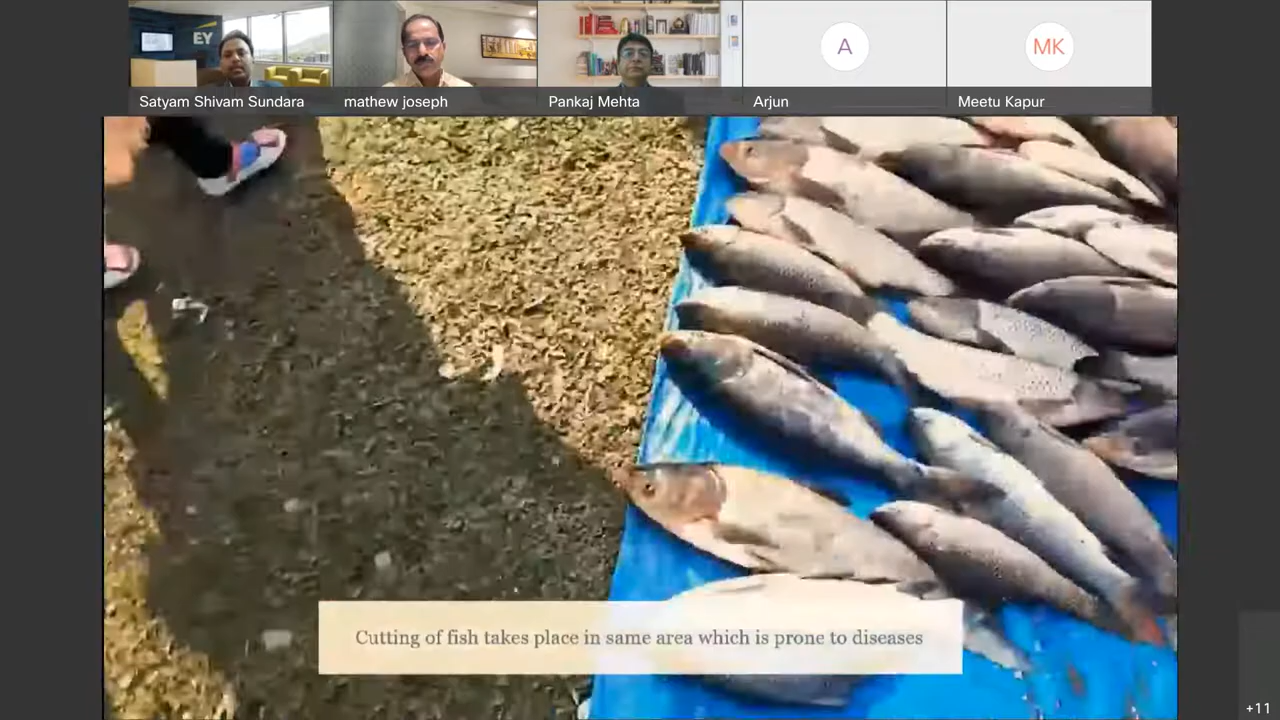 EY
Satyam Shivam Sundara
mathew joseph
Pankaj Mehta
A
Arjun
MK
Meetu Kapur
Cutting of fish takes place in same area which is prone to diseases
+11